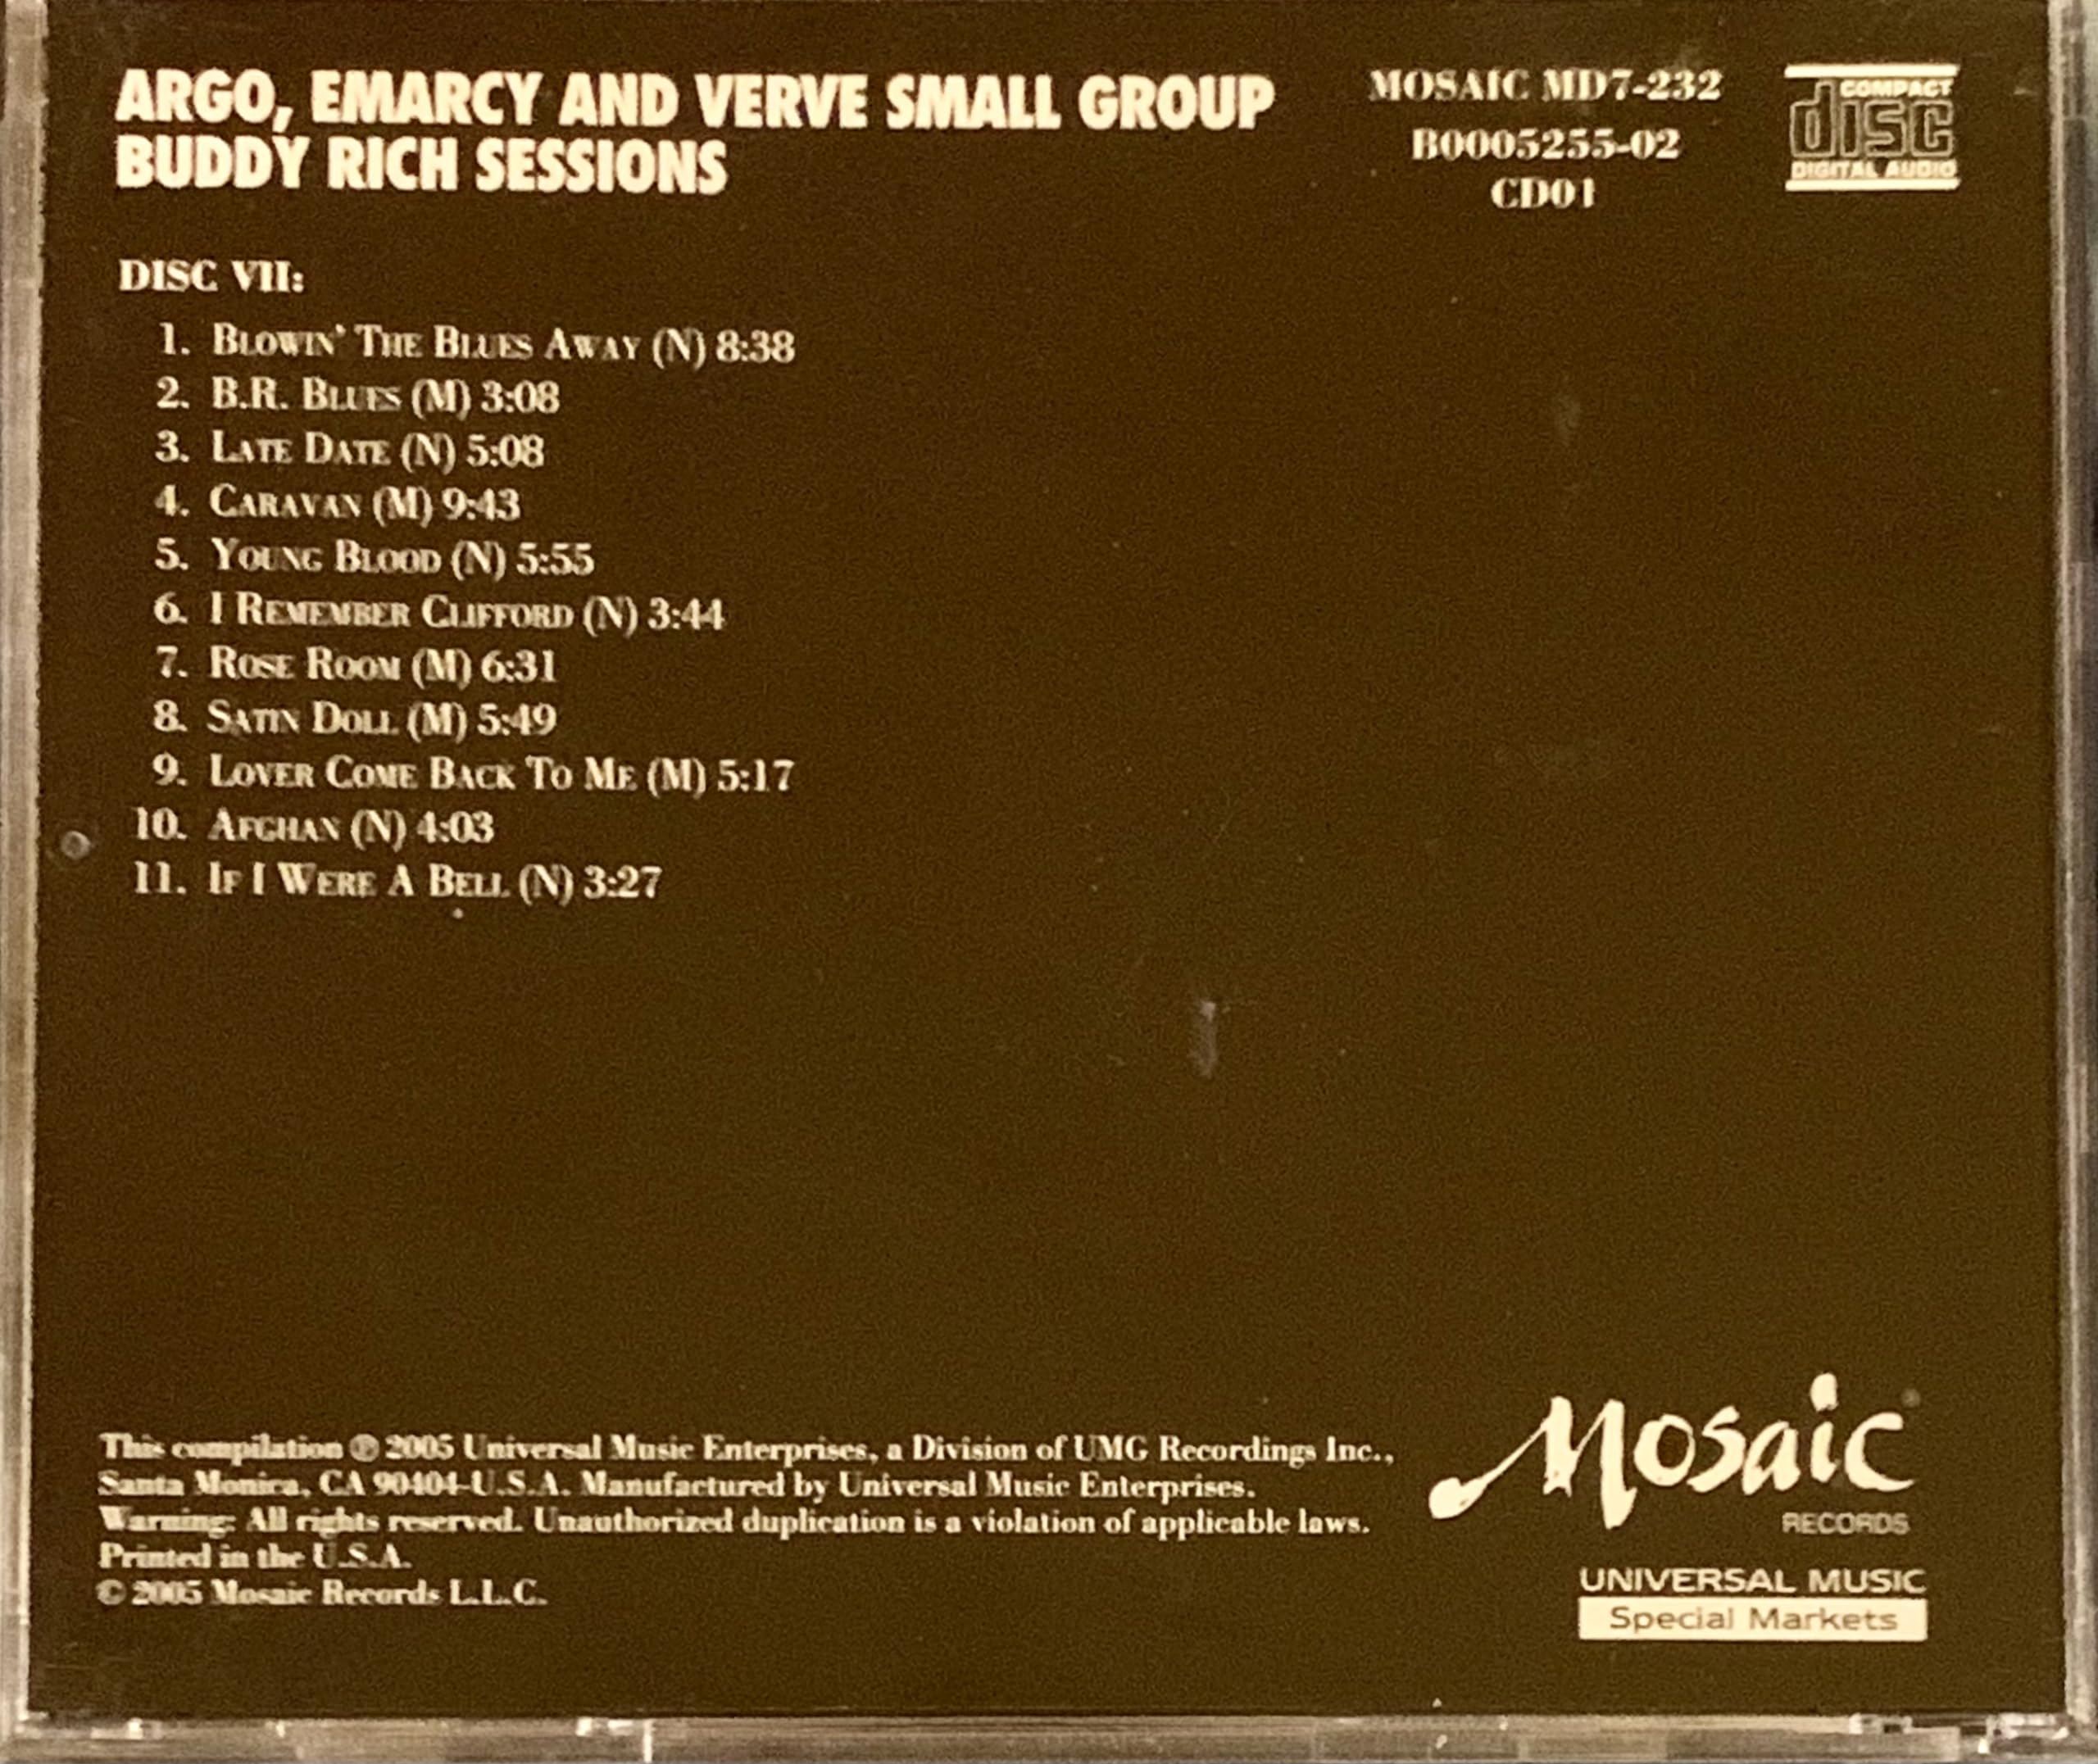 ARGO, EMARCY AND VERVE SMALL GROUP
BUDDY RICH SESSIONS
MOSAIC MD7-232
B0005255-02
CD01
COMPACT
disc
DIGITAL AUDIO
DISC VII:
1. BLOWIN' THE BLUES AWAY (N) 8:38
2. B.R. BLUES (M) 3:08
3. LATE DATE (N) 5:08
4. CARAVAN (M) 9:43
5. YOUNG BLOOD (N) 5:55
6. I REMEMBER CLIFFORD (N) 3:44
7. ROSE ROOM (M) 6:31
8. SATIN DOLL (M) 5:49
9. LOVER COME BACK TO ME (M) 5:17
10. AFGHAN (N) 4:03
11. IF I WERE A BELL (N) 3:27
This compilation ℗ 2005 Universal Music Enterprises, a Division of UMG Recordings Inc.,
Santa Monica, CA 90404-U.S.A. Manufactured by Universal Music Enterprises.
Warning: All rights reserved. Unauthorized duplication is a violation of applicable laws.
Printed in the U.S.A.
© 2005 Mosaic Records L.L.C.
Mosaic
RECORDS
UNIVERSAL MUSIC
Special Markets